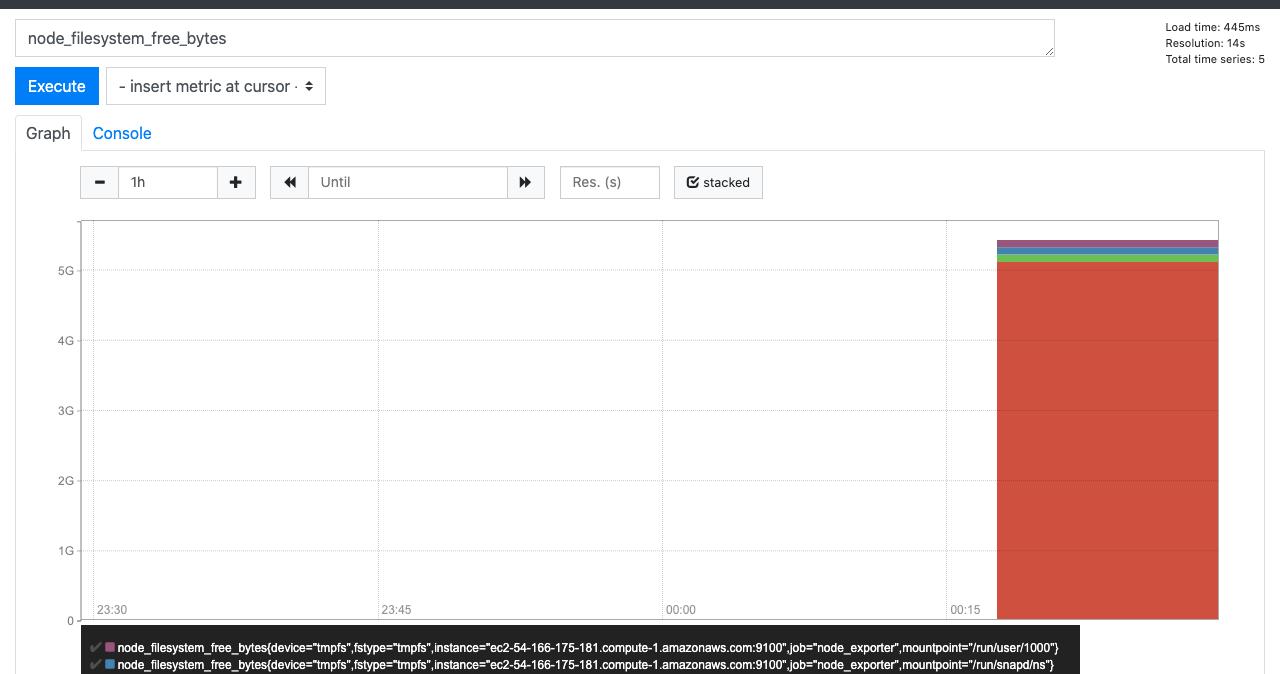 node_filesystem_free_bytes
Load time: 445ms
Resolution: 14s
Total time series: 5
Execute
- insert metric at cursor -
Graph
Console
1h
Until
Res. (s)
stacked
5G
4G
3G
2G
1G
0
23:30
23:45
00:00
00:15
node_filesystem_free_bytes{device="tmpfs",fstype="tmpfs",instance="ec2-54-166-175-181.compute-1.amazonaws.com:9100",job="node_exporter",mountpoint="/run/user/1000"}
node_filesystem_free_bytes{device="tmpfs",fstype="tmpfs",instance="ec2-54-166-175-181.compute-1.amazonaws.com:9100",job="node_exporter",mountpoint="/run/snapd/ns"}